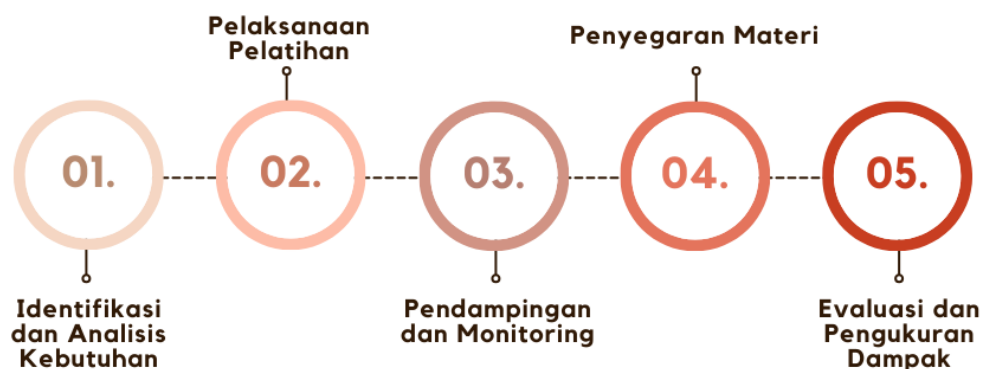 Pelaksanaan
Pelatihan
Penyegaran Materi
01.
02.
03.
04.
05.
Identifikasi
dan Analisis
Kebutuhan
Pendampingan
dan Monitoring
Evaluasi dan
Pengukuran
Dampak